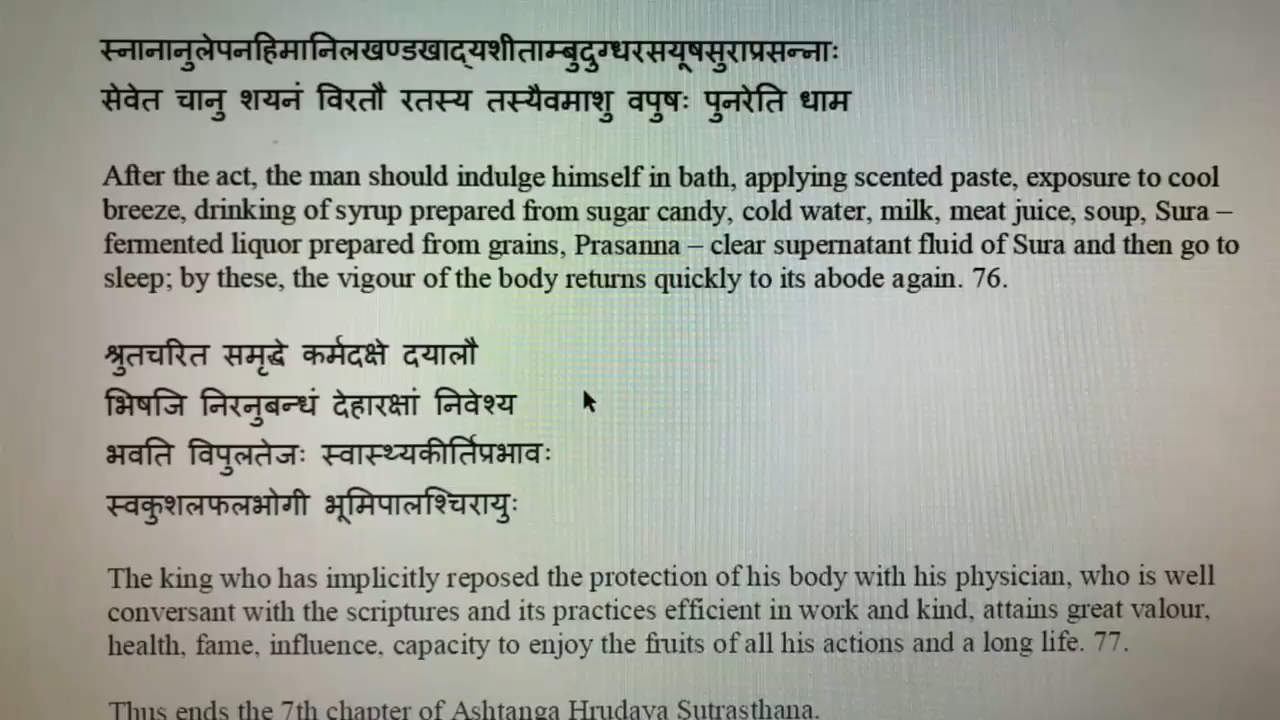 स्नानानुलेपनहिमानिलखण्डखाद्यशीताम्बुदुग्धरसयूषसुराप्रसन्नाः
सेवेत चानु शयनं विरतौ रतस्य तस्यैवमाशु वपुषः पुनरेति धाम
After the act, the man should indulge himself in bath, applying scented paste, exposure to cool
breeze, drinking of syrup prepared from sugar candy, cold water, milk, meat juice, soup, Sura –
fermented liquor prepared from grains, Prasanna – clear supernatant fluid of Sura and then go to
sleep; by these, the vigour of the body returns quickly to its abode again. 76.
श्रुतचरित समृद्धे कर्मदक्षे दयालौ
भिषजि निरनुबन्धं देहारक्षां निवेश्य
भवति विपुलतेजः स्वास्थ्यकीर्तिप्रभावः
स्वकुशलफलभोगी भूमिपालश्चिरायुः
The king who has implicitly reposed the protection of his body with his physician, who is well
conversant with the scriptures and its practices efficient in work and kind, attains great valour,
health, fame, influence, capacity to enjoy the fruits of all his actions and a long life. 77.
Thus ends the 7th chapter of Ashtanga Hrudaya Sutrasthana.